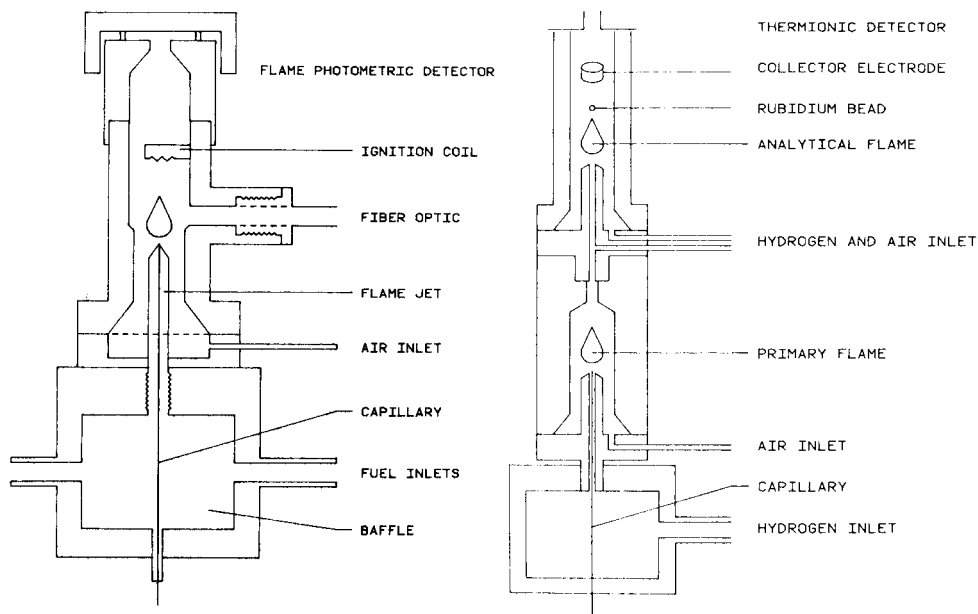 FLAME PHOTOMETRIC DETECTOR
IGNITION COIL
FIBER OPTIC
FLAME JET
AIR INLET
CAPILLARY
FUEL INLETS
BAFFLE
THERMIONIC DETECTOR
COLLECTOR ELECTRODE
RUBIDIUM BEAD
ANALYTICAL FLAME
HYDROGEN AND AIR INLET
PRIMARY FLAME
AIR INLET
CAPILLARY
HYDROGEN INLET